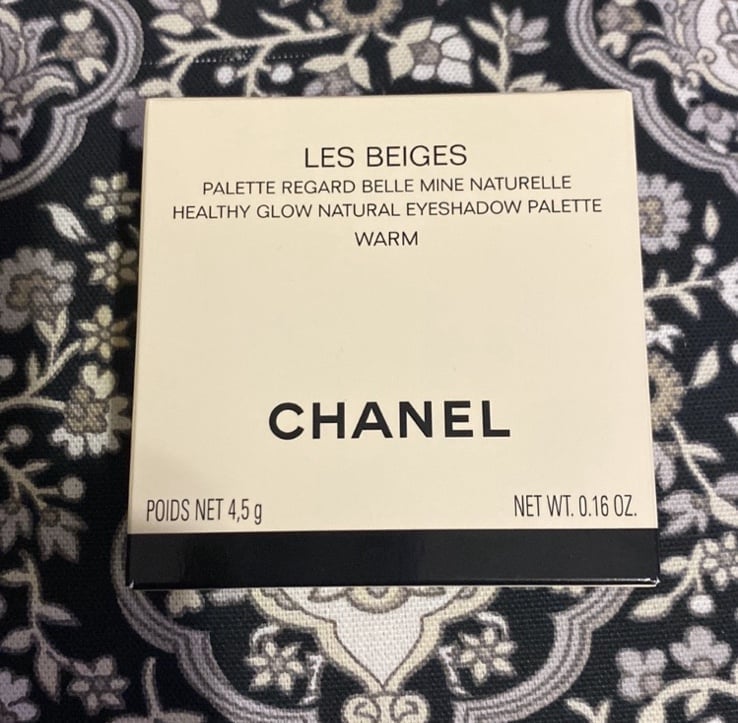 LES BEIGES
PALETTE REGARD BELLE MINE NATURELLE
HEALTHY GLOW NATURAL EYESHADOW PALETTE
WARM
CHANEL
POIDS NET 4,5 g NET WT. 0.16 OZ.